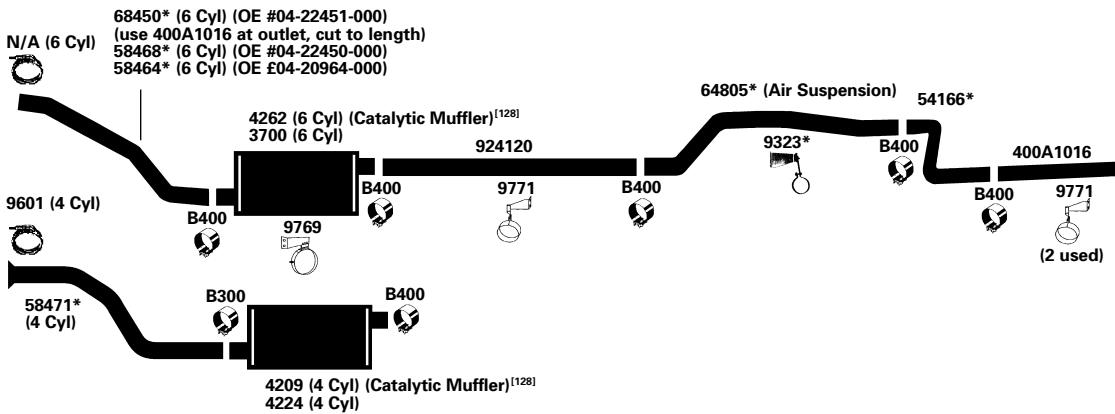 68450* (6 Cyl) (OE #04-22451-000)
(use 400A1016 at outlet, cut to length)
58468* (6 Cyl) (OE #04-22450-000)
58464* (6 Cyl) (OE £04-20964-000)
N/A (6 Cyl)
64805* (Air Suspension)
54166*
4262 (6 Cyl) (Catalytic Muffler)[128]
3700 (6 Cyl)
924120
9323*
B400
400A1016
B400
B400
9771
B400
B400
9771
(2 used)
9601 (4 Cyl)
9769
58471*
(4 Cyl)
B300
B400
4209 (4 Cyl) (Catalytic Muffler)[128]
4224 (4 Cyl)